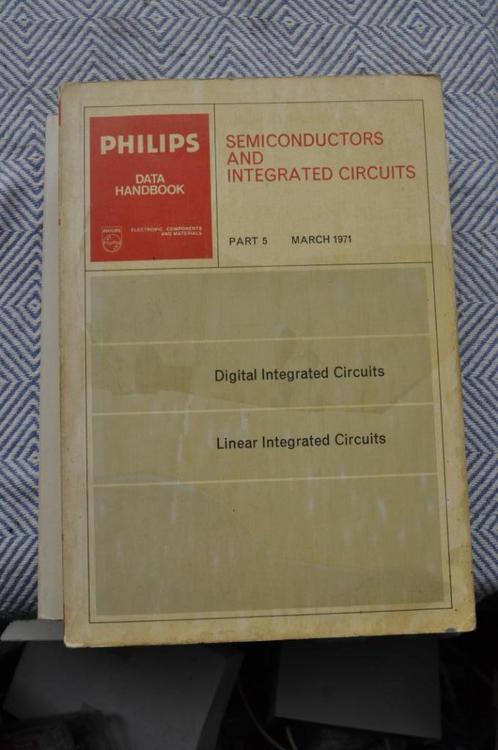 PHILIPS
DATA
HANDBOOK
ELECTRONIC COMPONENTS
AND MATERIALS
PHILIPS
SEMICONDUCTORS
AND
INTEGRATED CIRCUITS
PART 5 MARCH 1971
Digital Integrated Circuits
Linear Integrated Circuits